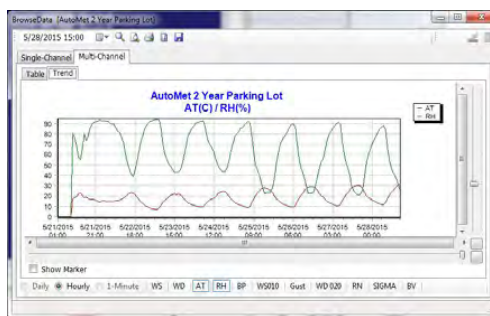 BrowseData (AutoMet 2 Year Parking Lot)
5/28/2015 15:00
Single-Channel Multi-Channel
Table Trend
AutoMet 2 Year Parking Lot
AT(C) / RH(%)
AT
RH
90
80
70
60
50
40
30
20
10
0
5/21/2015 5/21/2015 5/22/2015 5/23/2015 5/24/2015 5/25/2015 5/26/2015 5/27/2015 5/28/2015
01:00 21:00 18:00 15:00 12:00 09:00 06:00 03:00 00:00
Show Marker
Daily Hourly 1-Minute WS WD AT RH BP WS010 Gust WD 020 RN SIGMA BV